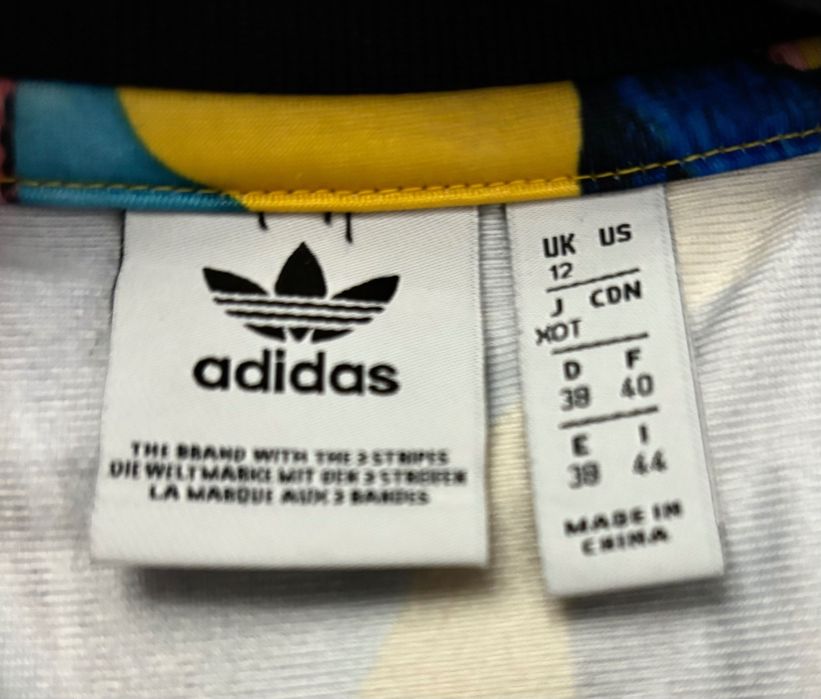 adidas
THE BRAND WITH THE 3 STRIPES
DIE WELTMARKE MIT DEN 3 STREIFEN
LA MARQUE AUX 3 BANDES
UK US
12
J CDN
XOT
D F
38 40
E I
38 44
MADE IN
CHINA